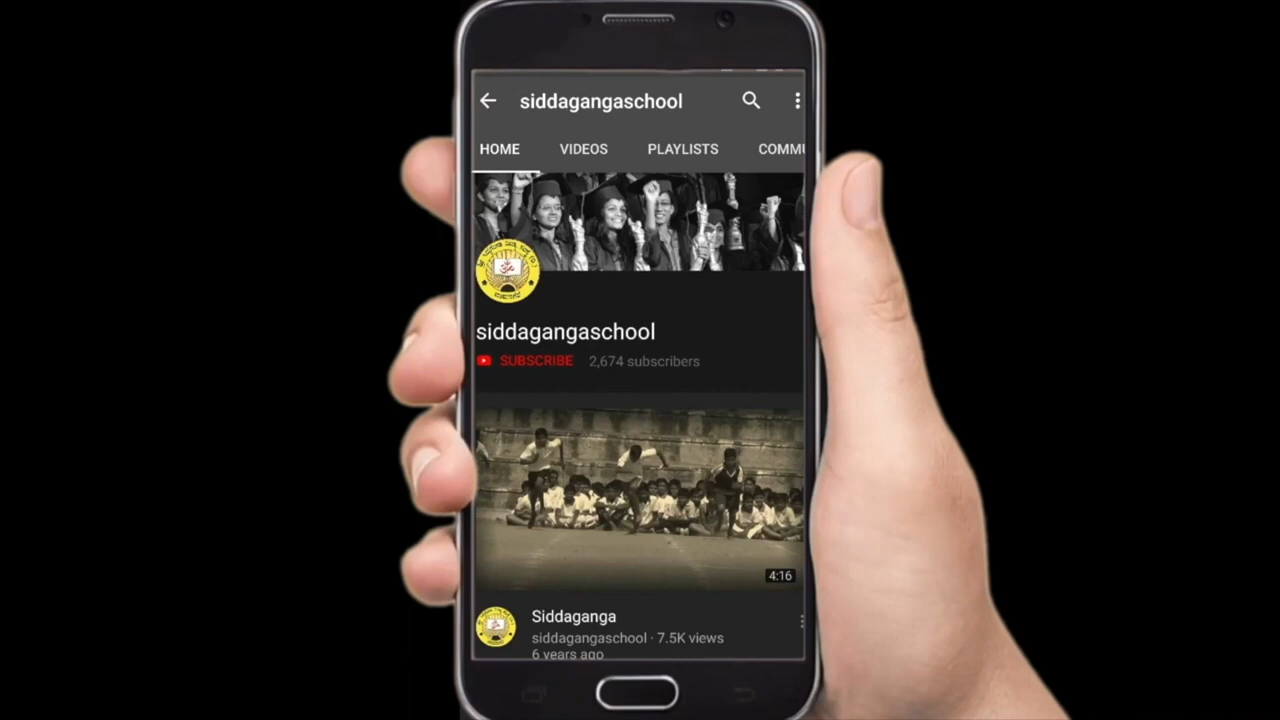 siddagangaschool
HOME VIDEOS PLAYLISTS COMMU
siddagangaschool
SUBSCRIBE 2,674 subscribers
4:16
Siddaganga
siddagangaschool · 7.5K views
6 years ago